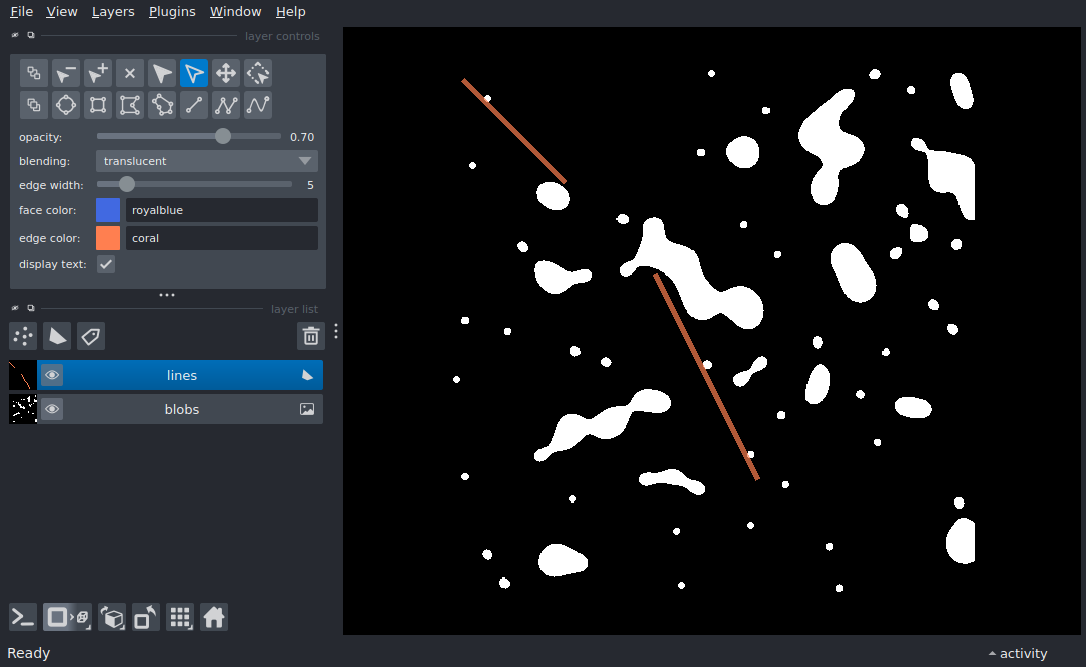 File View Layers Plugins Window Help
layer controls
opacity: 0.70
blending: translucent
edge width: 5
face color: royalblue
edge color: coral
display text:
layer list
lines
blobs
Ready activity